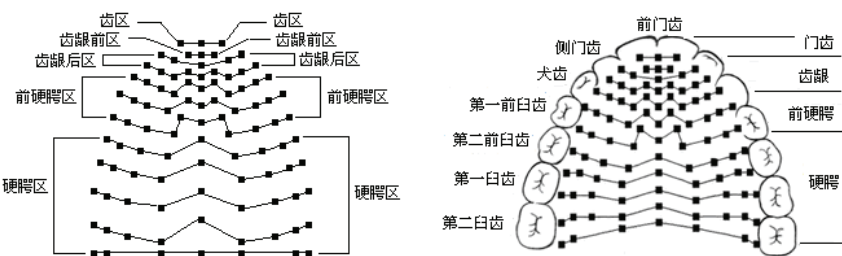 齿区 齿区
齿龈前区 齿龈前区
齿龈后区 齿龈后区
前硬腭区 前硬腭区
硬腭区 硬腭区
前门齿
侧门齿 门齿
犬齿 齿龈
第一前臼齿 前硬腭
第二前臼齿
第一臼齿 硬腭
第二臼齿